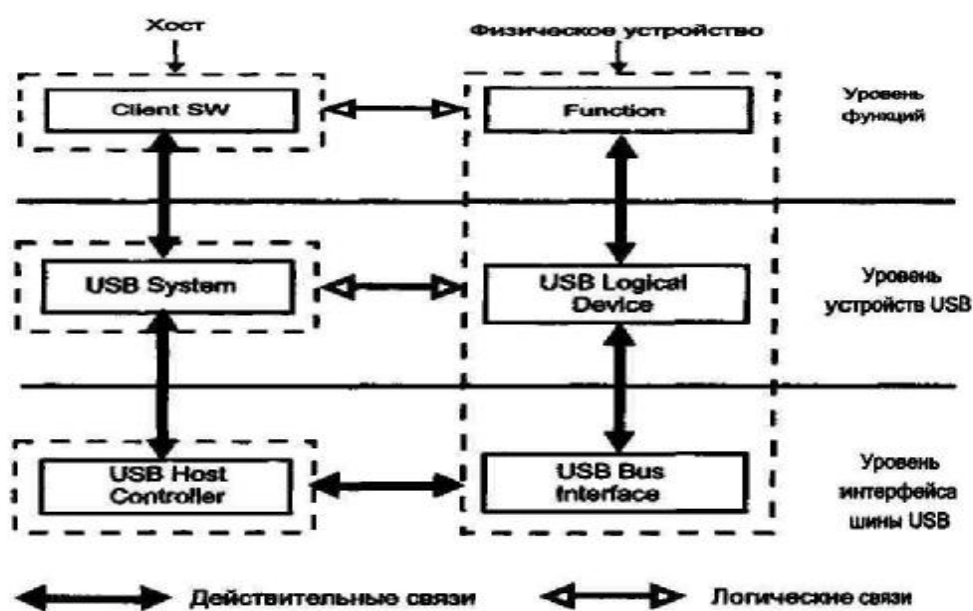 Хост
Физическое устройство
Client SW
Function
Уровень
функций
USB System
USB Logical
Device
Уровень
устройств USB
USB Host
Controller
USB Bus
Interface
Уровень
интерфейса
шины USB
Действительные связи
Логические связи